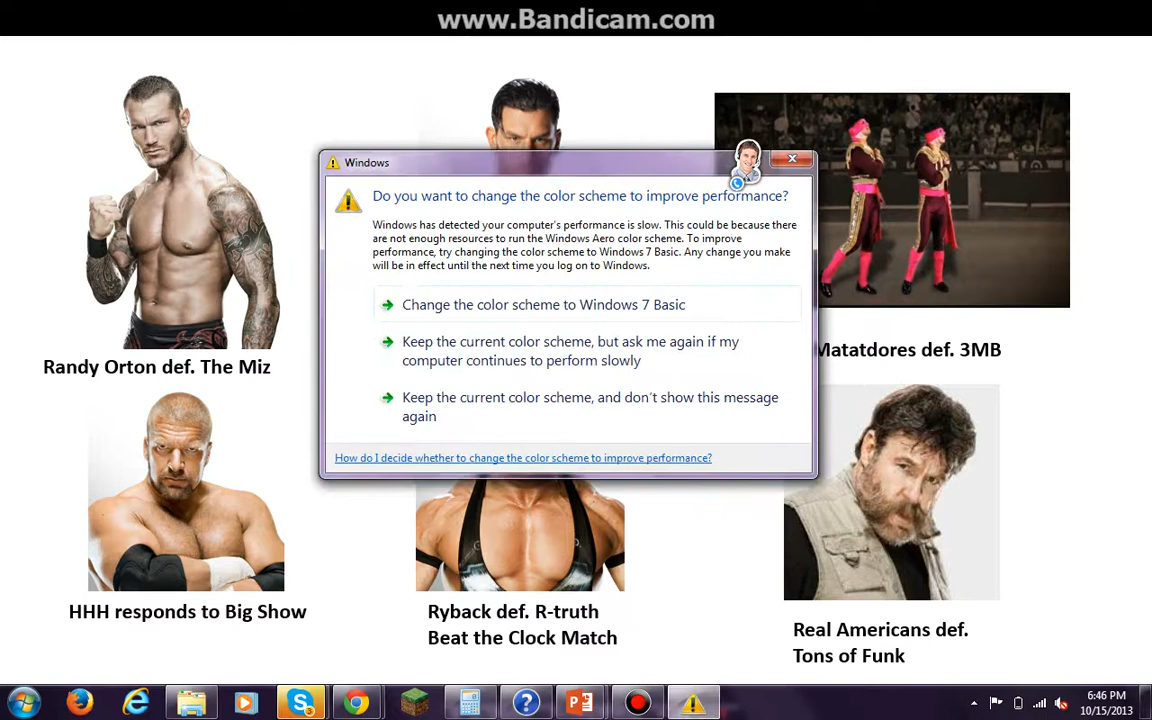 www.Bandicam.com
Windows
Do you want to change the color scheme to improve performance?
Windows has detected your computer's performance is slow. This could be because there
are not enough resources to run the Windows Aero color scheme. To improve
performance, try changing the color scheme to Windows 7 Basic. Any change you make
will be in effect until the next time you log on to Windows.
Change the color scheme to Windows 7 Basic
Keep the current color scheme, but ask me again if my
computer continues to perform slowly
Keep the current color scheme, and don't show this message
again
How do I decide whether to change the color scheme to improve performance?
Randy Orton def. The Miz
Matatdores def. 3MB
HHH responds to Big Show
Ryback def. R-truth
Beat the Clock Match
Real Americans def.
Tons of Funk
6:46 PM
10/15/2013